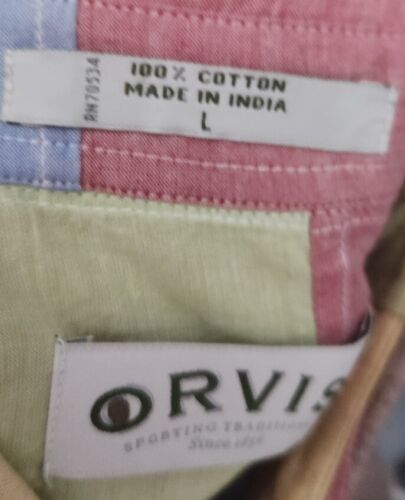 100% COTTON
MADE IN INDIA
L
RN70534
ORVIS
SPORTING TRADITIONS
Since 1856